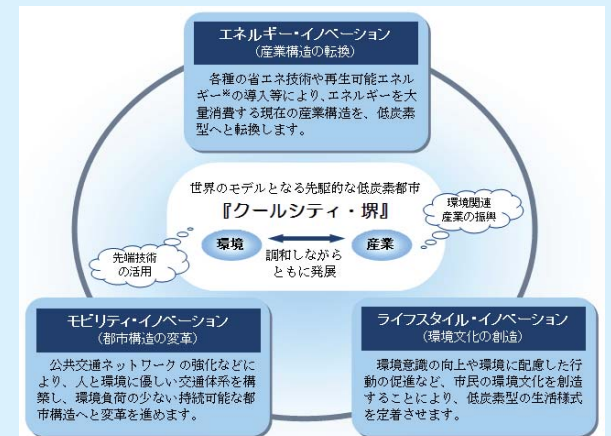 エネルギー・イノベーション
(産業構造の転換)
各種の省エネ技術や再生可能エネル
ギー※の導入等により、エネルギーを大
量消費する現在の産業構造を、低炭素
型へと転換します。
世界のモデルとなる先駆的な低炭素都市
『クールシティ・堺』
環境
産業
調和しながら
ともに発展
環境関連
産業の振興
先端技術
の活用
モビリティ・イノベーション
(都市構造の変革)
公共交通ネットワークの強化などに
より、人と環境に優しい交通体系を構
築し、環境負荷の少ない持続可能な都
市構造へと変革を進めます。
ライフスタイル・イノベーション
(環境文化の創造)
環境意識の向上や環境に配慮した行
動の促進など、市民の環境文化を創造
することにより、低炭素型の生活様式
を定着させます。